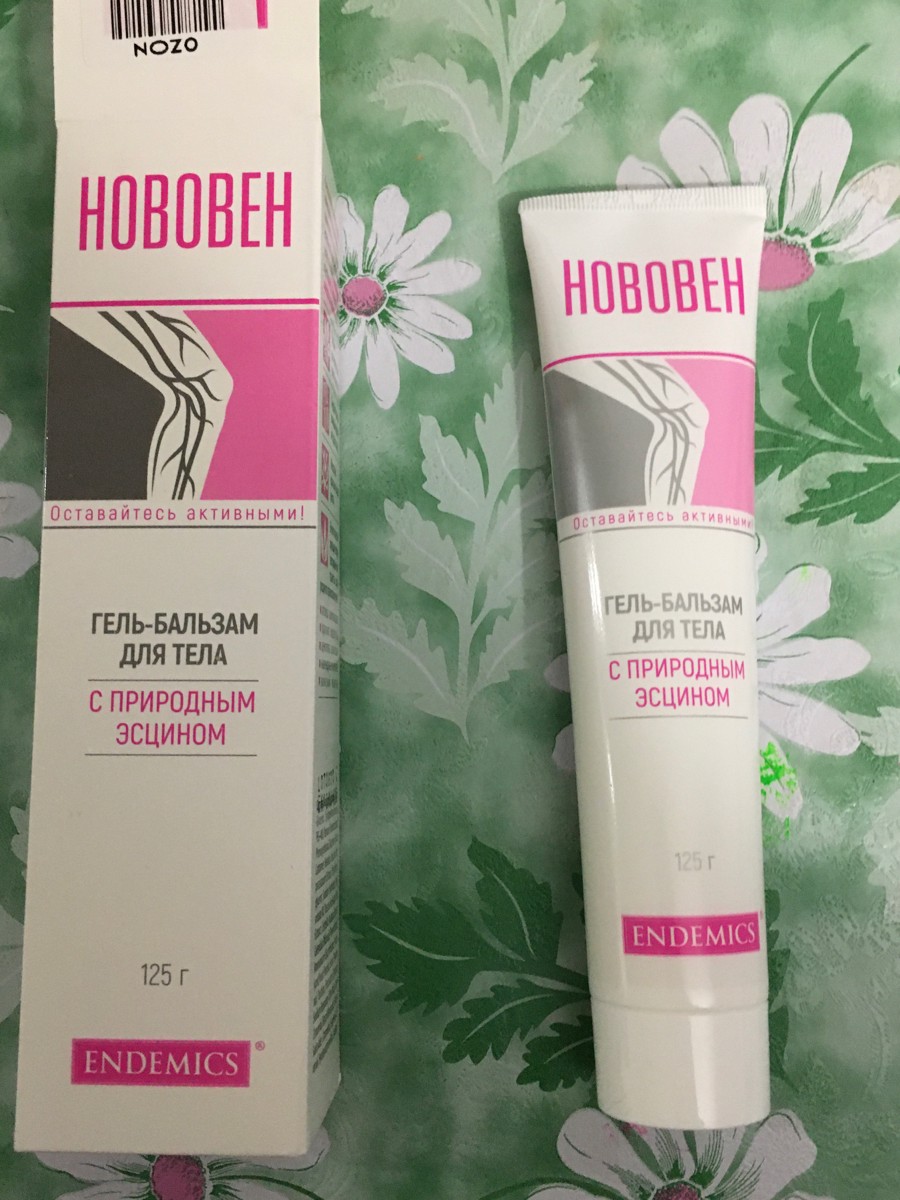 OZON
НОВОВЕН
Оставайтесь активными!
ГЕЛЬ-БАЛЬЗАМ
ДЛЯ ТЕЛА
С ПРИРОДНЫМ
ЭСЦИНОМ
125 г
ENDEMICS®
НОВОВЕН
Оставайтесь активными!
ГЕЛЬ-БАЛЬЗАМ
ДЛЯ ТЕЛА
С ПРИРОДНЫМ
ЭСЦИНОМ
125 г
ENDEMICS®